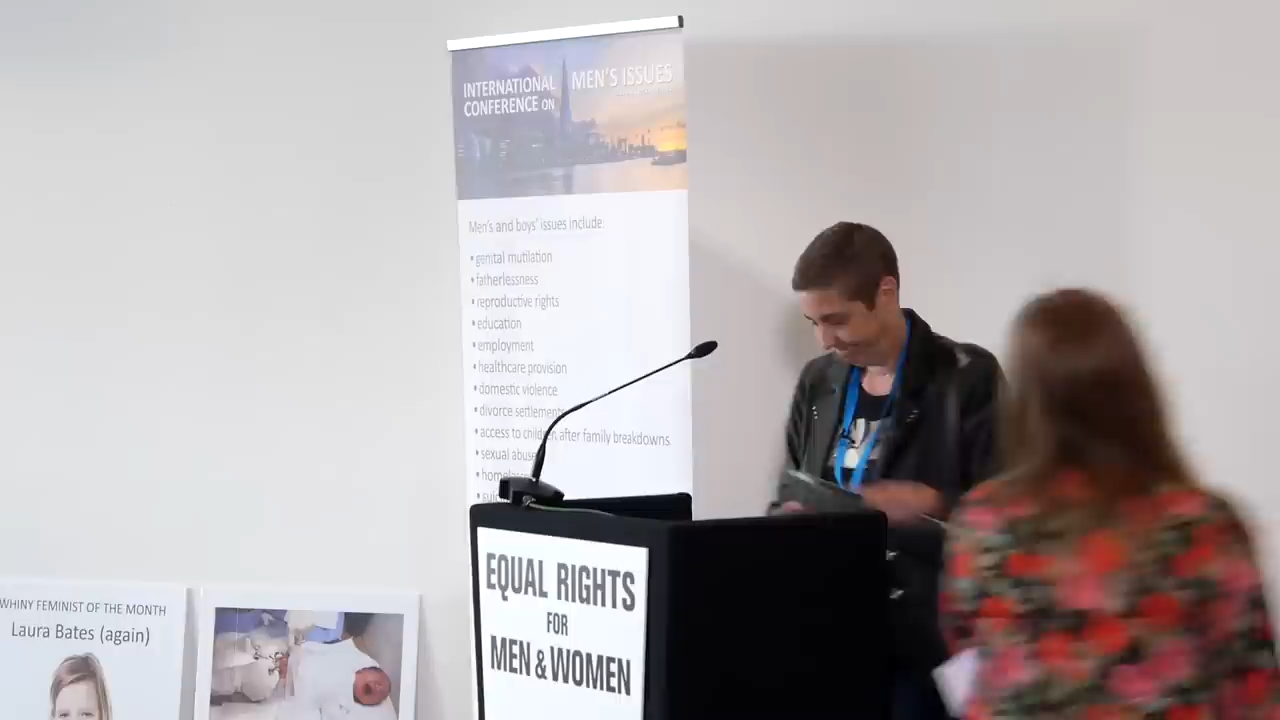 INTERNATIONAL
CONFERENCE ON
MEN'S ISSUES
Men's and boys' issues include:
• genital mutilation
• fatherlessness
• reproductive rights
• education
• employment
• healthcare provision
• domestic violence
• divorce settlements
• access to children after family breakdowns
• sexual abuse
EQUAL RIGHTS
FOR
MEN & WOMEN
WHINY FEMINIST OF THE MONTH
Laura Bates (again)